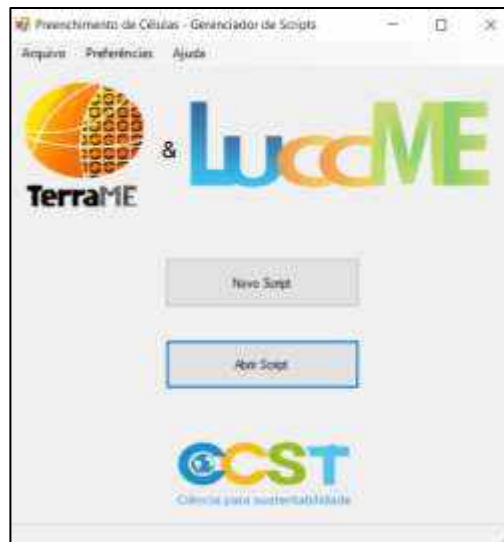 Preenchimento de Células - Gerenciador de Scripts
Arquivo Preferências Ajuda
TerraME & LuccME
Novo Script
Abrir Script
CCST
Ciência para sustentabilidade